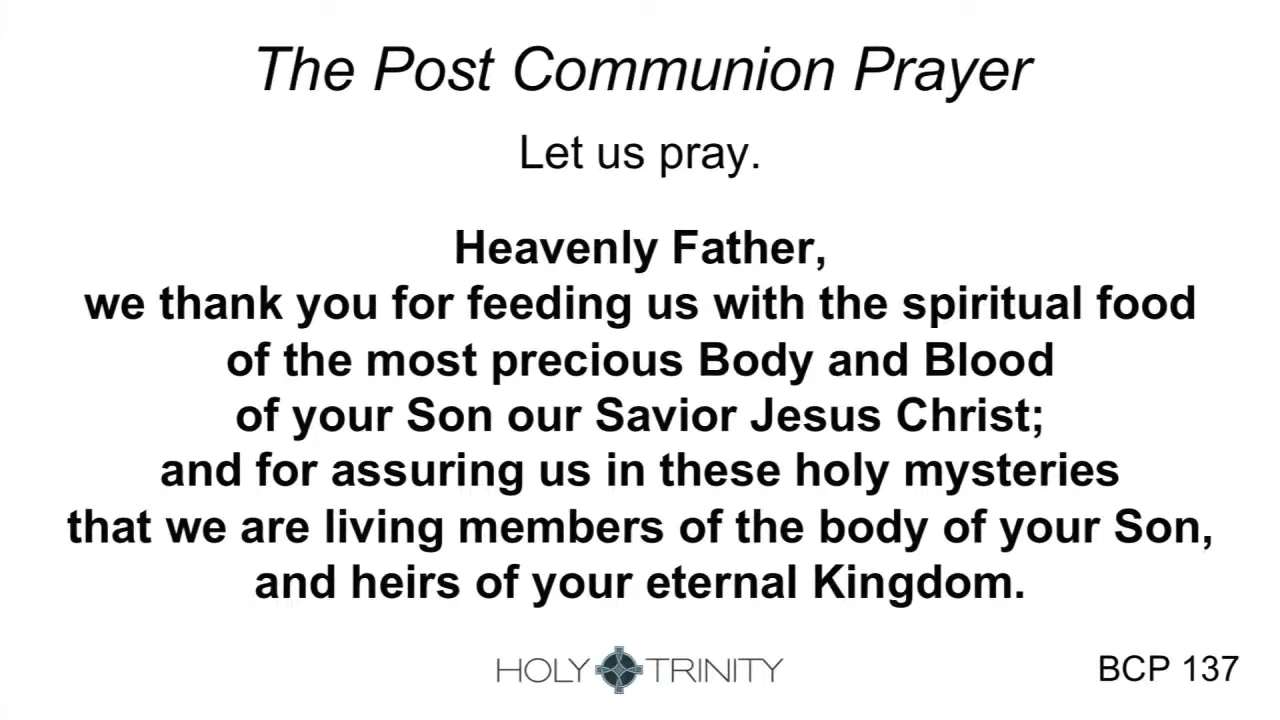 The Post Communion Prayer
Let us pray.
Heavenly Father,
we thank you for feeding us with the spiritual food
of the most precious Body and Blood
of your Son our Savior Jesus Christ;
and for assuring us in these holy mysteries
that we are living members of the body of your Son,
and heirs of your eternal Kingdom.
HOLY TRINITY
BCP 137